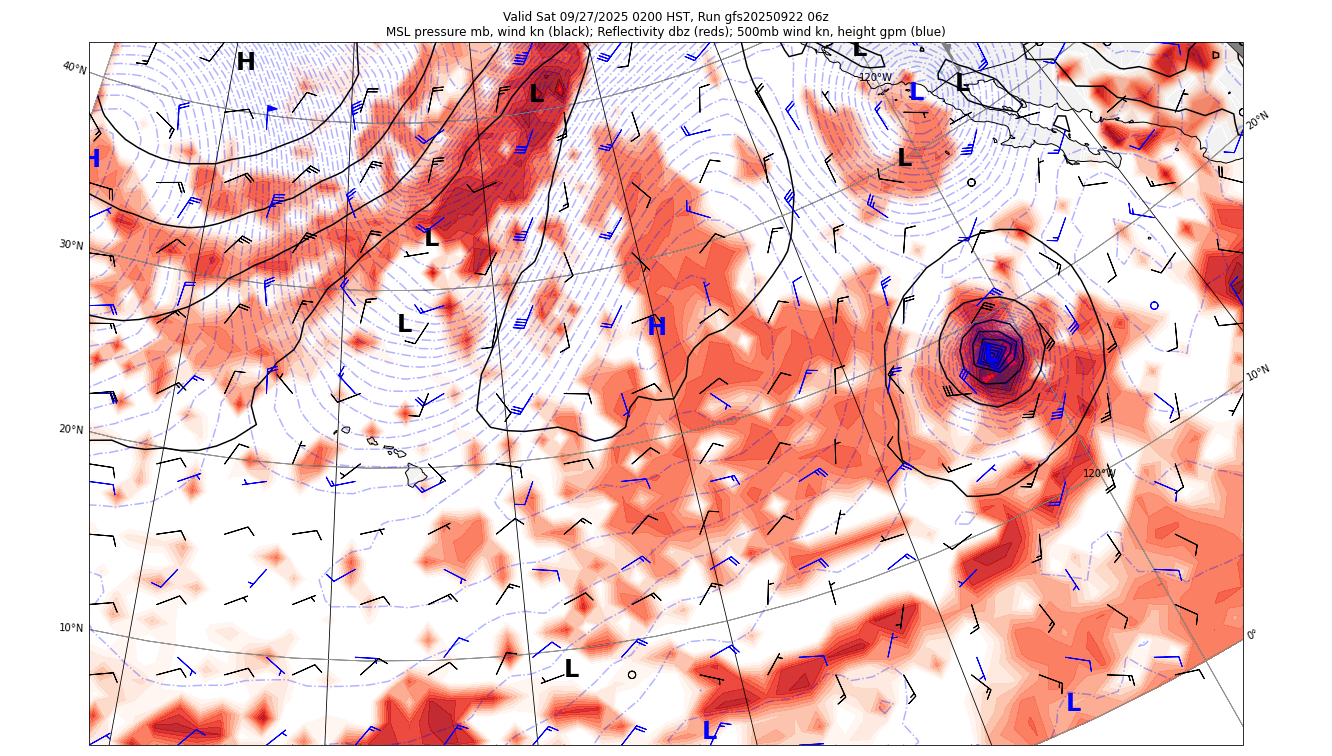 Valid Sat 09/27/2025 0200 HST, Run gfs20250922 06z
MSL pressure mb, wind kn (black); Reflectivity dbz (reds); 500mb wind kn, height gpm (blue)
L
H
40°N
120°W
L
L
L
20°N
H
L
L
30°N
L
H
10°N
20°N
120°W
10°N
0°
L
L
L